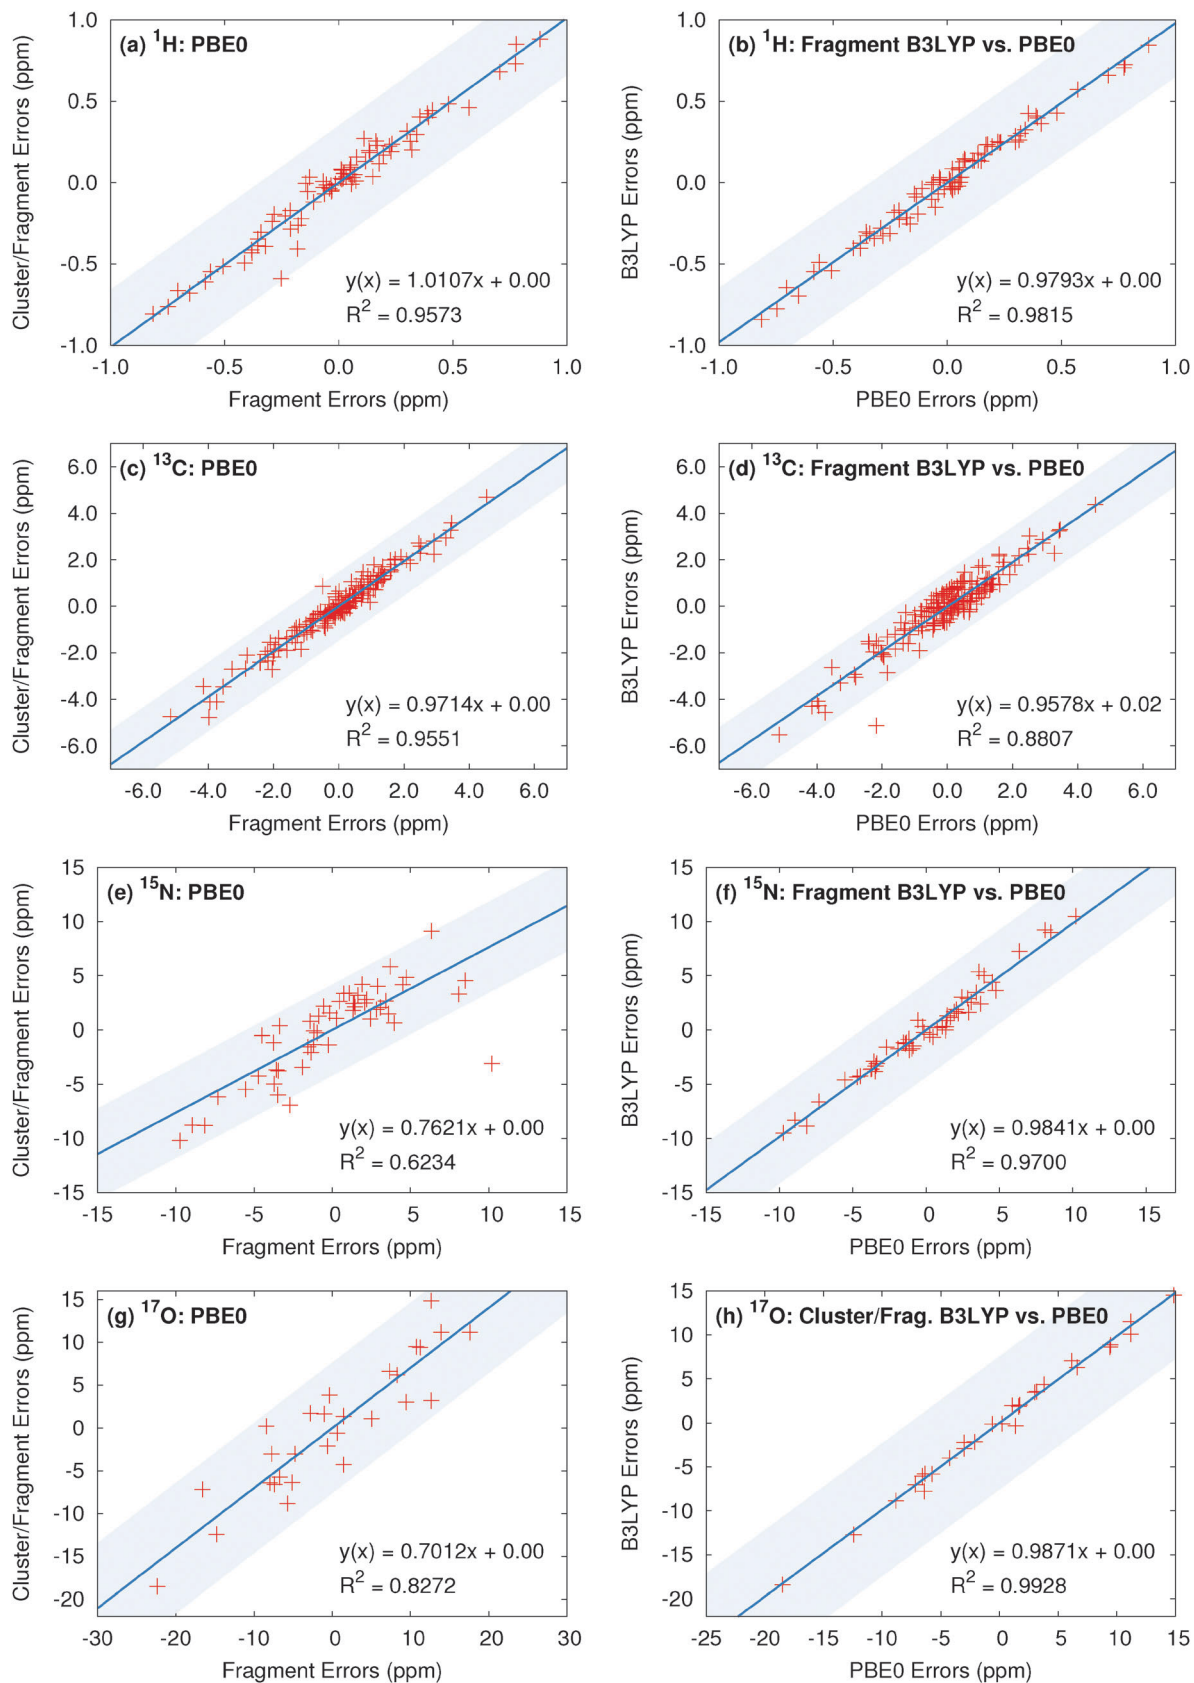 (a) ¹H: PBE0
Cluster/Fragment Errors (ppm)
1.0
0.5
0.0
-0.5
-1.0
y(x) = 1.0107x + 0.00
R² = 0.9573
-1.0 -0.5 0.0 0.5 1.0
Fragment Errors (ppm)
(b) ¹H: Fragment B3LYP vs. PBE0
B3LYP Errors (ppm)
1.0
0.5
0.0
-0.5
-1.0
y(x) = 0.9793x + 0.00
R² = 0.9815
-1.0 -0.5 0.0 0.5 1.0
PBE0 Errors (ppm)
(c) ¹³C: PBE0
Cluster/Fragment Errors (ppm)
6.0
4.0
2.0
0.0
-2.0
-4.0
-6.0
y(x) = 0.9714x + 0.00
R² = 0.9551
-6.0 -4.0 -2.0 0.0 2.0 4.0 6.0
Fragment Errors (ppm)
(d) ¹³C: Fragment B3LYP vs. PBE0
B3LYP Errors (ppm)
6.0
4.0
2.0
0.0
-2.0
-4.0
-6.0
y(x) = 0.9578x + 0.02
R² = 0.8807
-6.0 -4.0 -2.0 0.0 2.0 4.0 6.0
PBE0 Errors (ppm)
(e) ¹⁵N: PBE0
Cluster/Fragment Errors (ppm)
15
10
5
0
-5
-10
-15
y(x) = 0.7621x + 0.00
R² = 0.6234
-15 -10 -5 0 5 10 15
Fragment Errors (ppm)
(f) ¹⁵N: Fragment B3LYP vs. PBE0
B3LYP Errors (ppm)
15
10
5
0
-5
-10
-15
y(x) = 0.9841x + 0.00
R² = 0.9700
-15 -10 -5 0 5 10 15
PBE0 Errors (ppm)
(g) ¹⁷O: PBE0
Cluster/Fragment Errors (ppm)
15
10
5
0
-5
-10
-15
-20
y(x) = 0.7012x + 0.00
R² = 0.8272
-30 -20 -10 0 10 20 30
Fragment Errors (ppm)
(h) ¹⁷O: Cluster/Frag. B3LYP vs. PBE0
B3LYP Errors (ppm)
15
10
5
0
-5
-10
-15
-20
y(x) = 0.9871x + 0.00
R² = 0.9928
-25 -20 -15 -10 -5 0 5 10 15
PBE0 Errors (ppm)